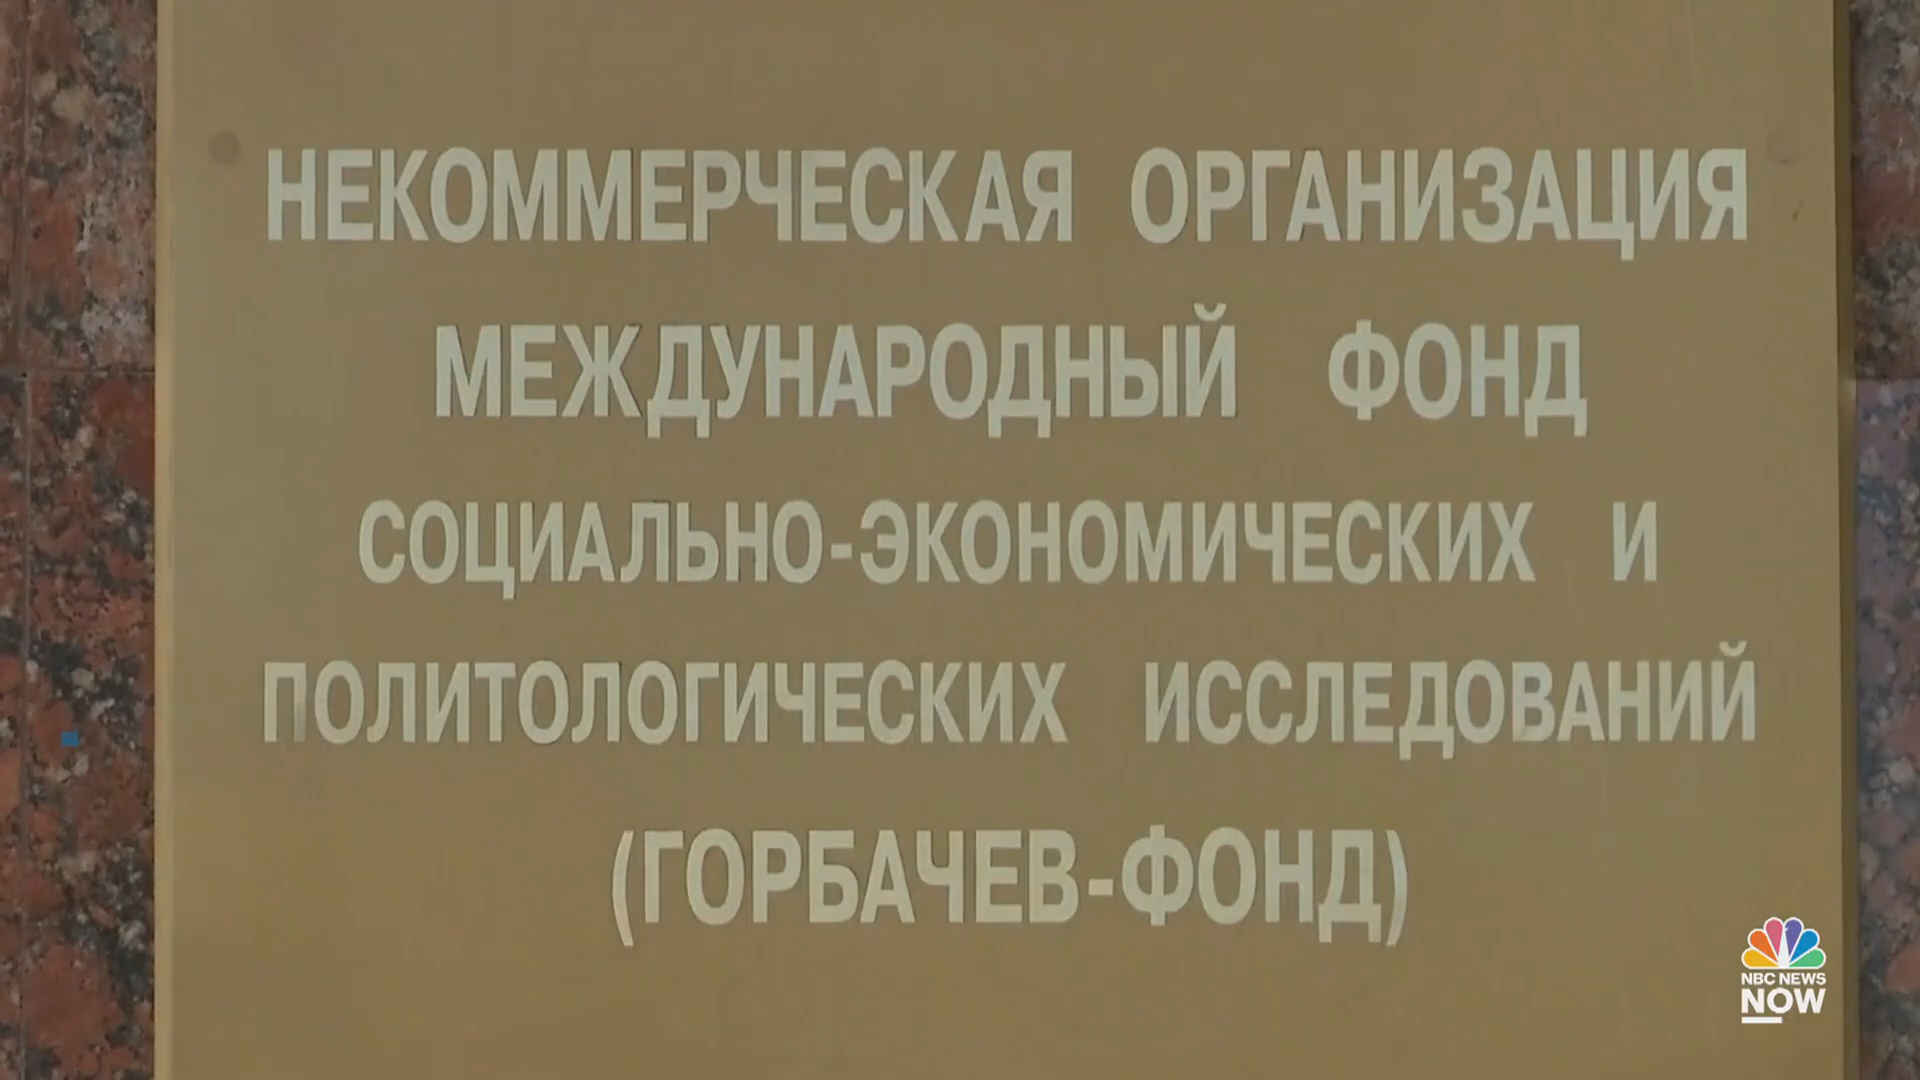 НЕКОММЕРЧЕСКАЯ ОРГАНИЗАЦИЯ
МЕЖДУНАРОДНЫЙ ФОНД
СОЦИАЛЬНО-ЭКОНОМИЧЕСКИХ И
ПОЛИТОЛОГИЧЕСКИХ ИССЛЕДОВАНИЙ
(ГОРБАЧЕВ-ФОНД)
NBC NEWS
NOW